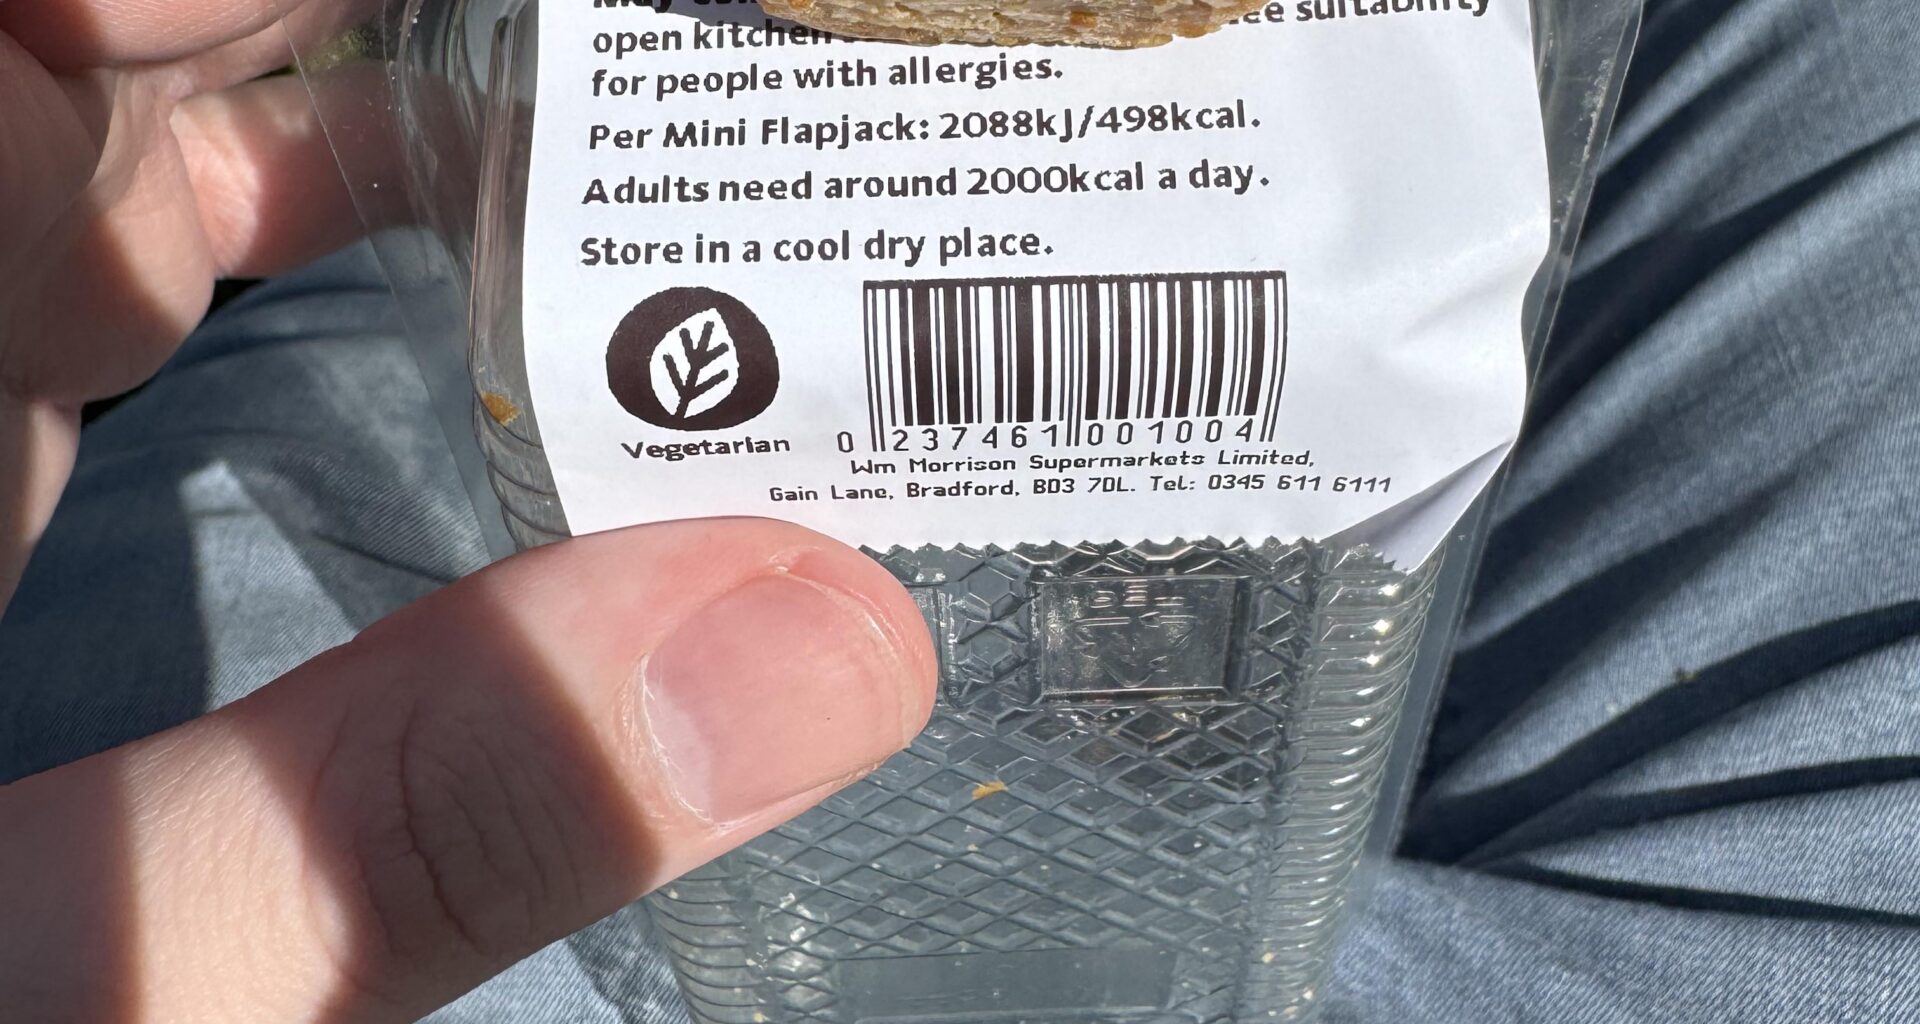 open kitchen
suitability
for people with allergies.
Per Mini Flapjack: 2088kJ/498kcal.
Adults need around 2000kcal a day.
Store in a cool dry place.
Vegetarian
0 237461 001004
Wm Morrison Supermarkets Limited,
Gain Lane, Bradford, BD3 7DL. Tel: 0345 611 6111